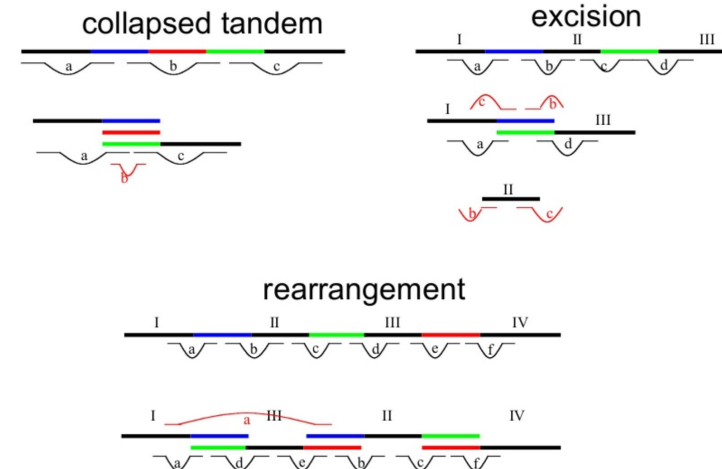 collapsed tandem
a b c
a c
b
excision
I II III
a b c d
c b
I III
a d
II
b c
rearrangement
I II III IV
a b c d e f
I III II IV
a
a d e b c f